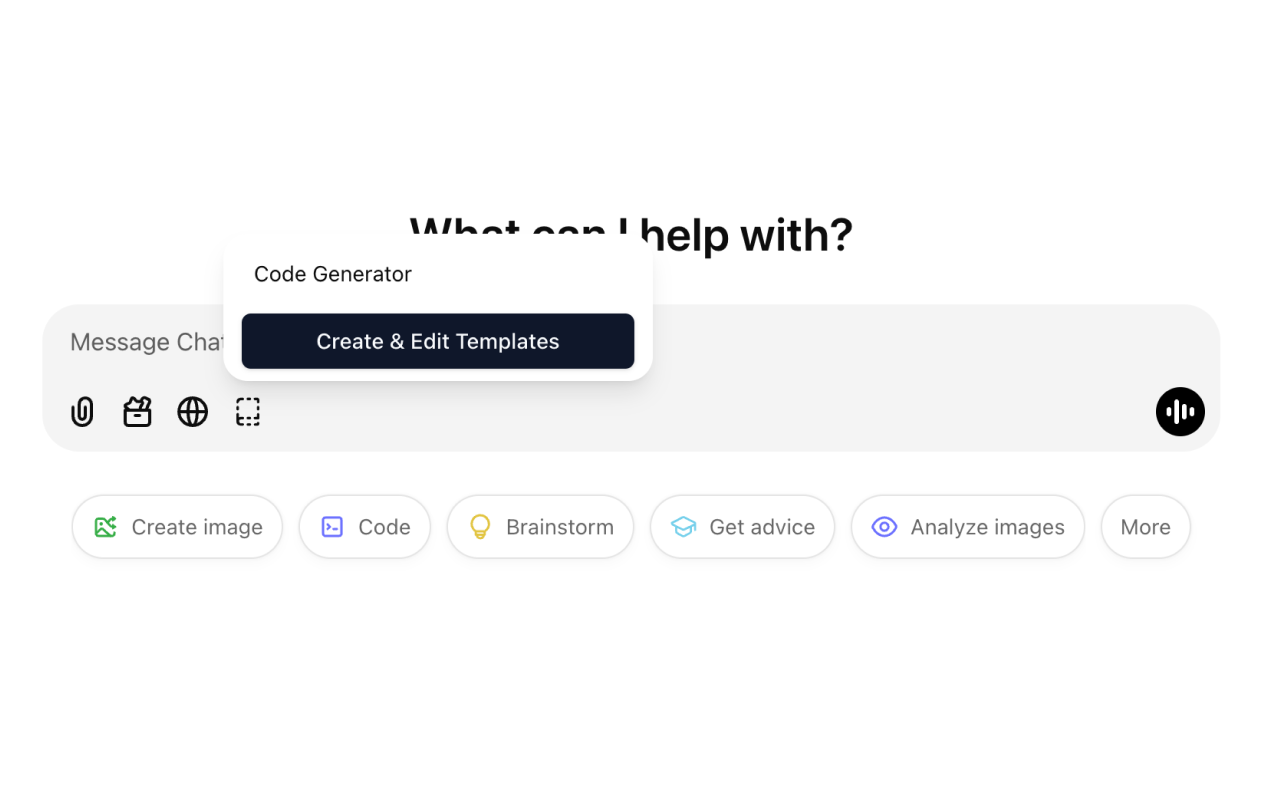 What can I help with?
Code Generator
Message Chat
Create & Edit Templates
Create image
Code
Brainstorm
Get advice
Analyze images
More